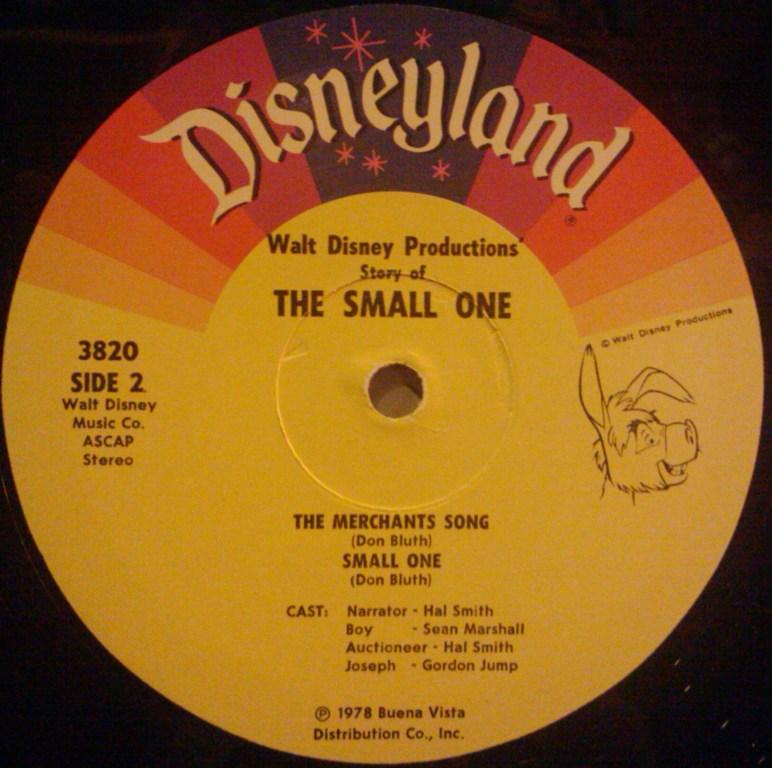 Disneyland
®
Walt Disney Productions'
Story of
THE SMALL ONE
3820
SIDE 2
Walt Disney
Music Co.
ASCAP
Stereo
© Walt Disney Productions
THE MERCHANTS SONG
(Don Bluth)
SMALL ONE
(Don Bluth)
CAST: Narrator - Hal Smith
Boy - Sean Marshall
Auctioneer - Hal Smith
Joseph - Gordon Jump
℗ 1978 Buena Vista
Distribution Co., Inc.